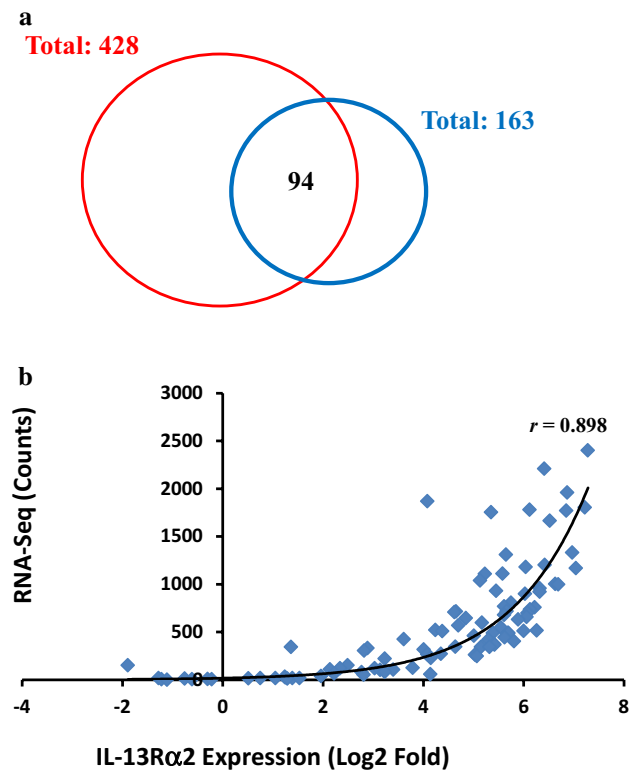 a
Total: 428
Total: 163
94
b
3000
2500
2000
1500
1000
500
0
-4
-2
0
2
4
6
8
r = 0.898
RNA-Seq (Counts)
IL-13Rα2 Expression (Log2 Fold)